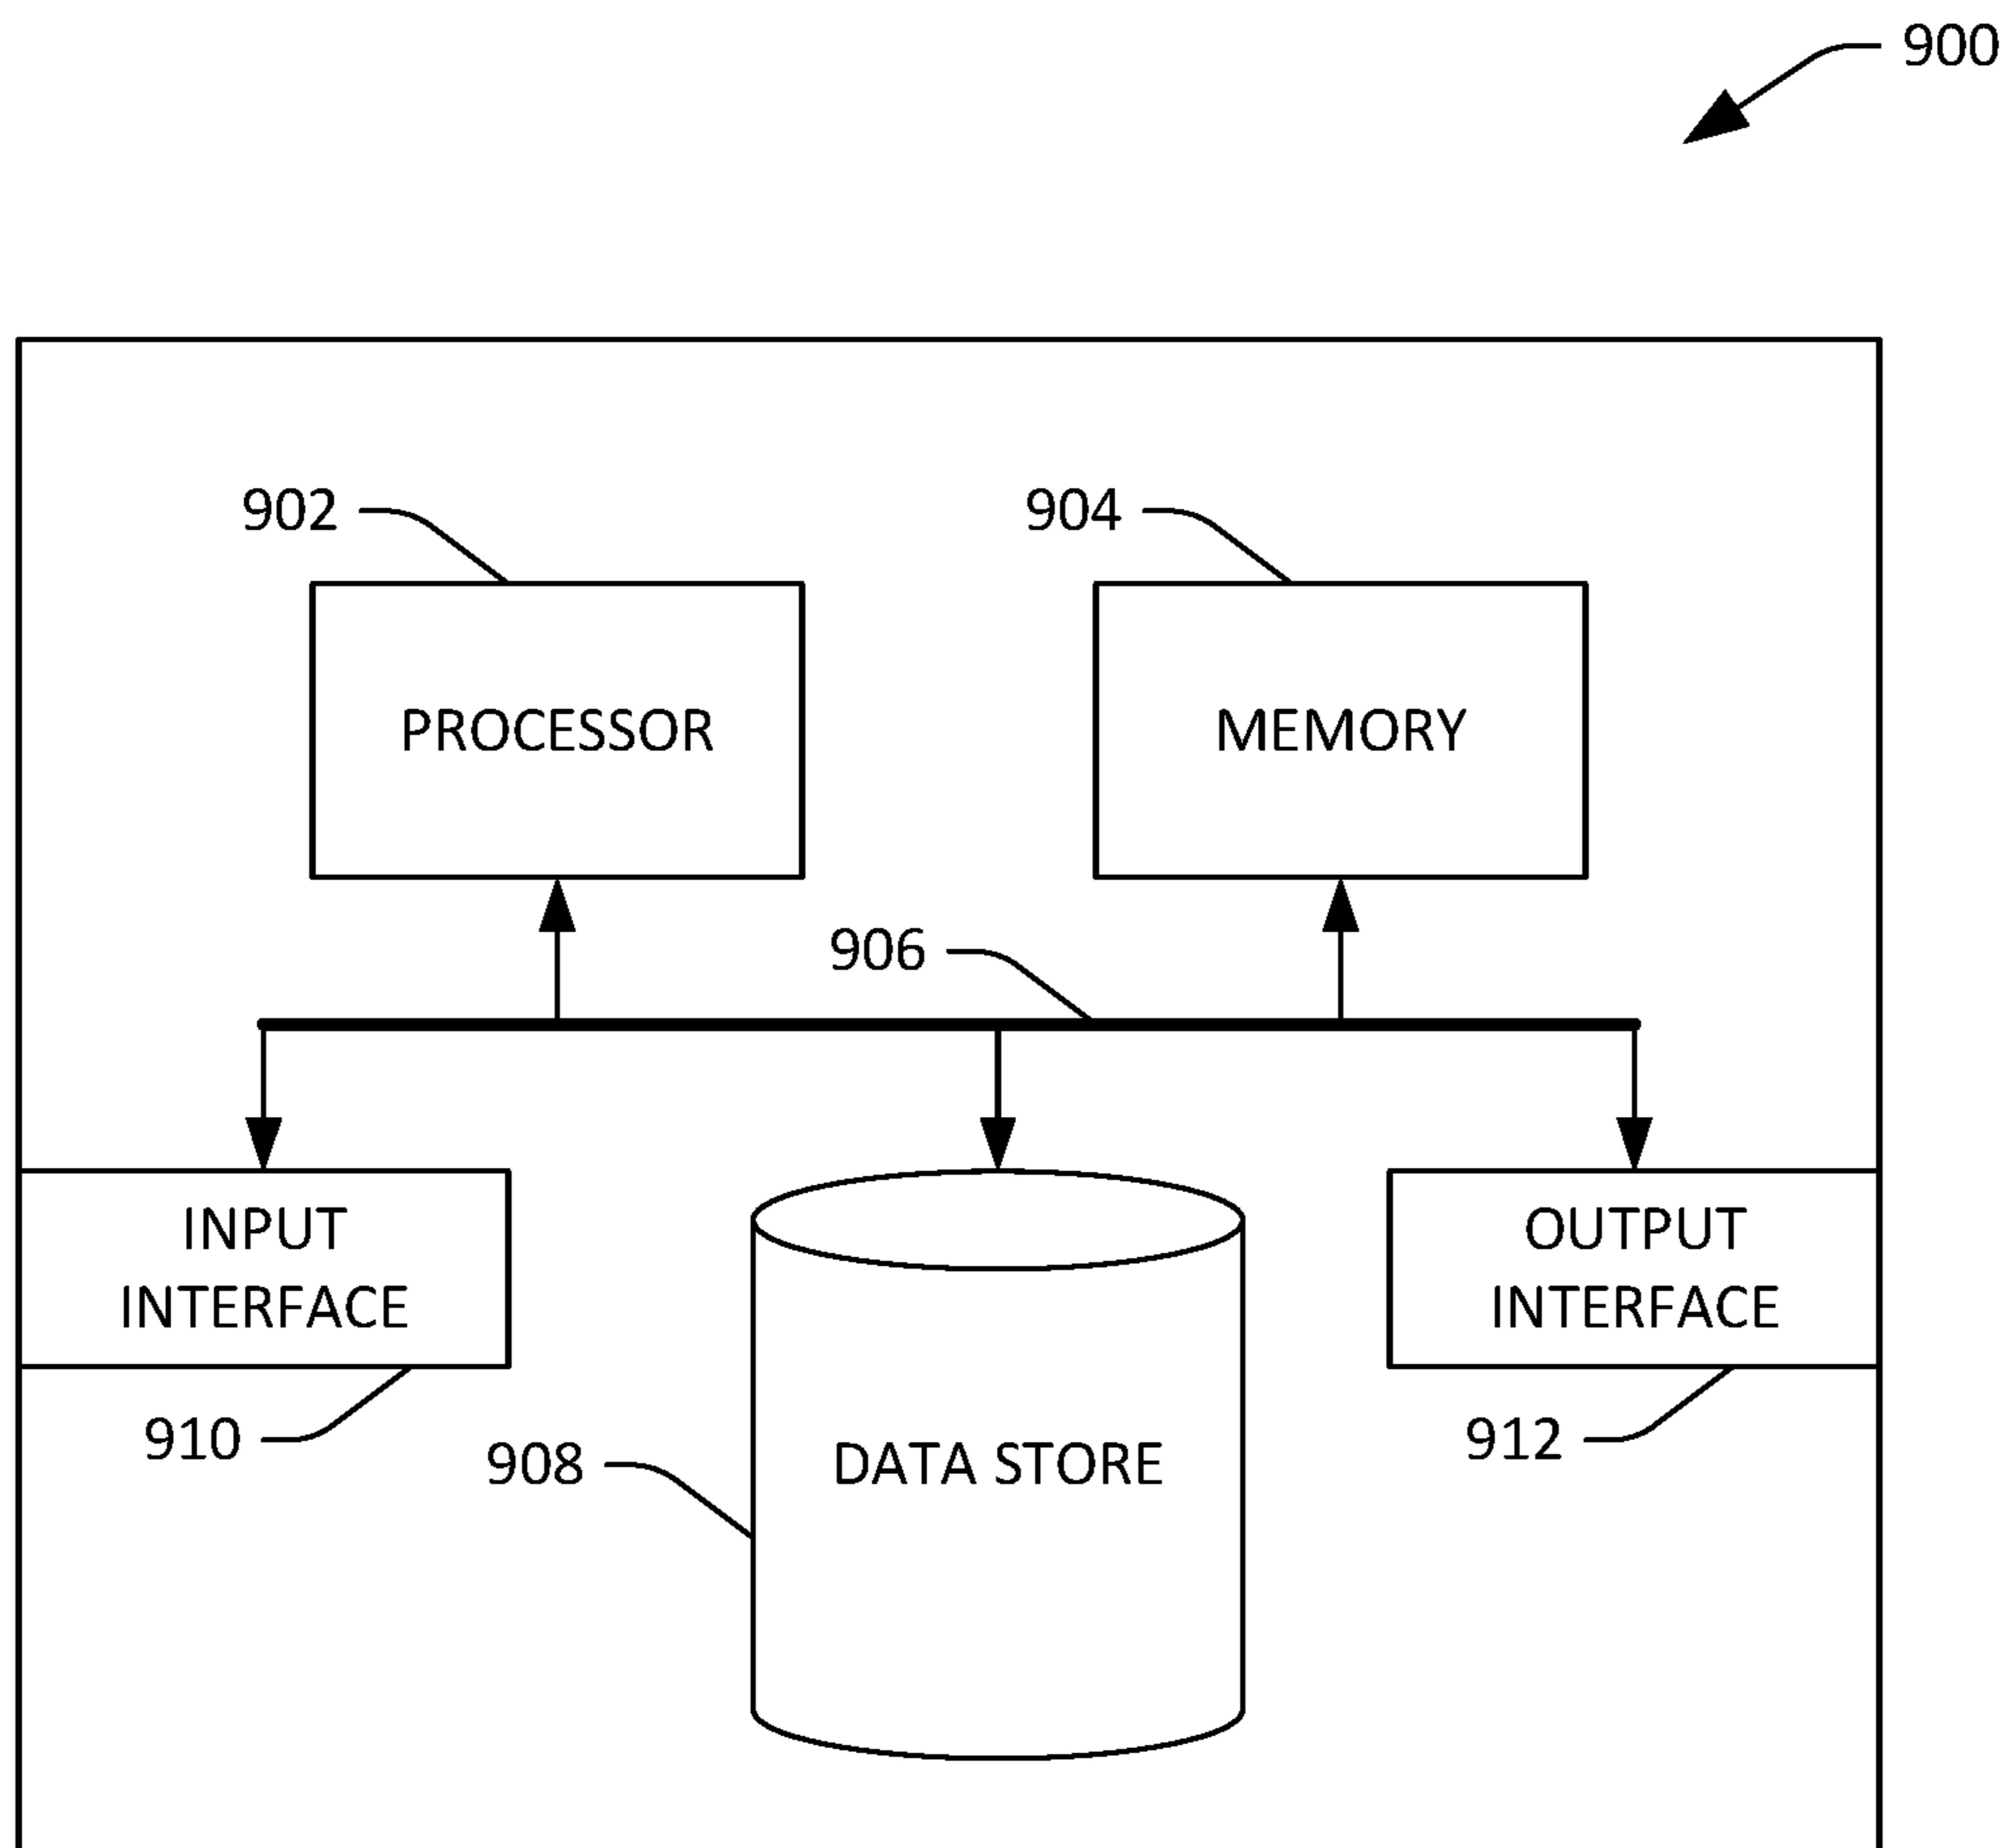 900
902
904
PROCESSOR
MEMORY
906
INPUT
INTERFACE
OUTPUT
INTERFACE
910
908
DATA STORE
912